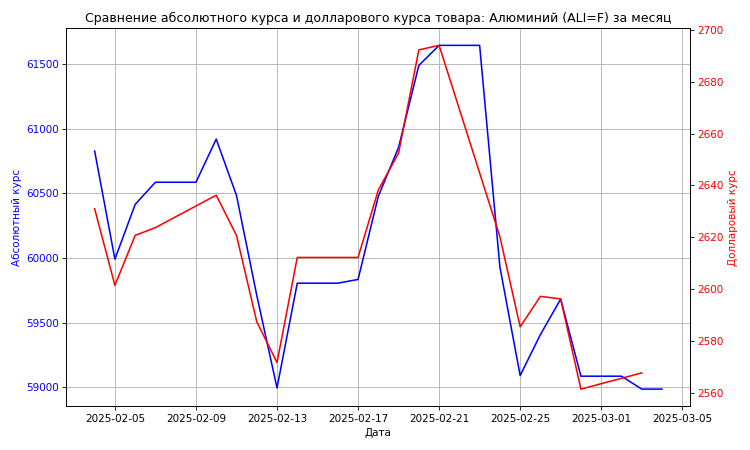 Сравнение абсолютного курса и долларового курса товара: Алюминий (ALI=F) за месяц
Абсолютный курс
61500
61000
60500
60000
59500
59000
2700
2680
2660
2640
2620
2600
2580
2560
Долларовый курс
2025-02-05 2025-02-09 2025-02-13 2025-02-17 2025-02-21 2025-02-25 2025-03-01 2025-03-05
Дата